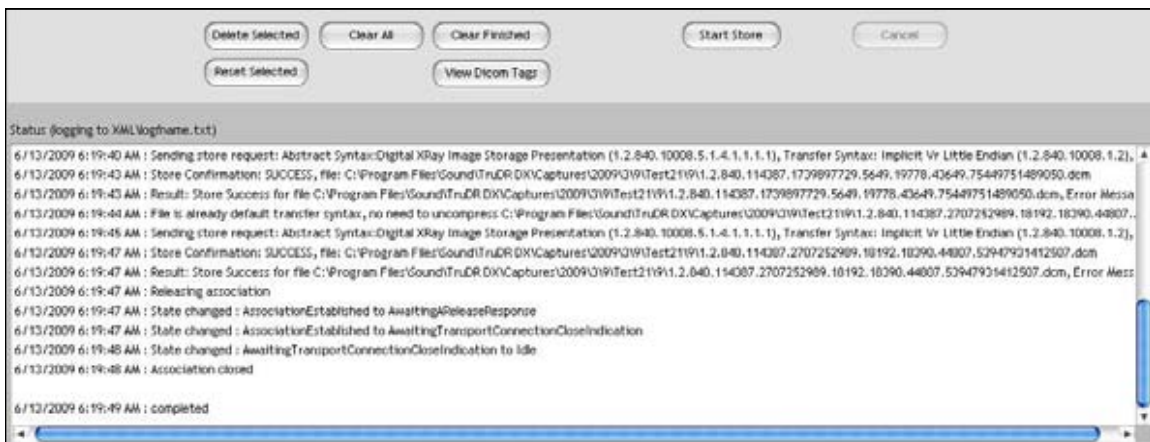 Delete Selected
Clear All
Clear Finished
Start Store
Cancel
Reset Selected
View Dicom Tags
Status (logging to XML\logfname.txt)
6/13/2009 6:19:40 AM : Sending store request: Abstract Syntax:Digital XRay Image Storage Presentation (1.2.840.10008.5.1.4.1.1.1.1), Transfer Syntax: Implicit Vr Little Endian (1.2.840.10008.1.2),
6/13/2009 6:19:43 AM : Store Confirmation: SUCCESS, file: C:\Program Files\Sound\TruDR DX\Captures\2009\3\9\Test21\9\1.2.840.114387.1739897729.5649.19778.43649.75449751489050.dcm
6/13/2009 6:19:43 AM : Result: Store Success for file C:\Program Files\Sound\TruDR DX\Captures\2009\3\9\Test21\9\1.2.840.114387.1739897729.5649.19778.43649.75449751489050.dcm, Error Messa
6/13/2009 6:19:44 AM : File is already default transfer syntax, no need to uncompress C:\Program Files\Sound\TruDR DX\Captures\2009\3\9\Test21\9\1.2.840.114387.2707252989.18192.18390.44807..
6/13/2009 6:19:45 AM : Sending store request: Abstract Syntax:Digital XRay Image Storage Presentation (1.2.840.10008.5.1.4.1.1.1.1), Transfer Syntax: Implicit Vr Little Endian (1.2.840.10008.1.2),
6/13/2009 6:19:47 AM : Store Confirmation: SUCCESS, file: C:\Program Files\Sound\TruDR DX\Captures\2009\3\9\Test21\9\1.2.840.114387.2707252989.18192.18390.44807.53947931412507.dcm
6/13/2009 6:19:47 AM : Result: Store Success for file C:\Program Files\Sound\TruDR DX\Captures\2009\3\9\Test21\9\1.2.840.114387.2707252989.18192.18390.44807.53947931412507.dcm, Error Mess
6/13/2009 6:19:47 AM : Releasing association
6/13/2009 6:19:47 AM : State changed : AssociationEstablished to AwaitingAReleaseResponse
6/13/2009 6:19:47 AM : State changed : AssociationEstablished to AwaitingTransportConnectionCloseIndication
6/13/2009 6:19:48 AM : State changed : AwaitingTransportConnectionCloseIndication to Idle
6/13/2009 6:19:48 AM : Association closed
6/13/2009 6:19:49 AM : completed